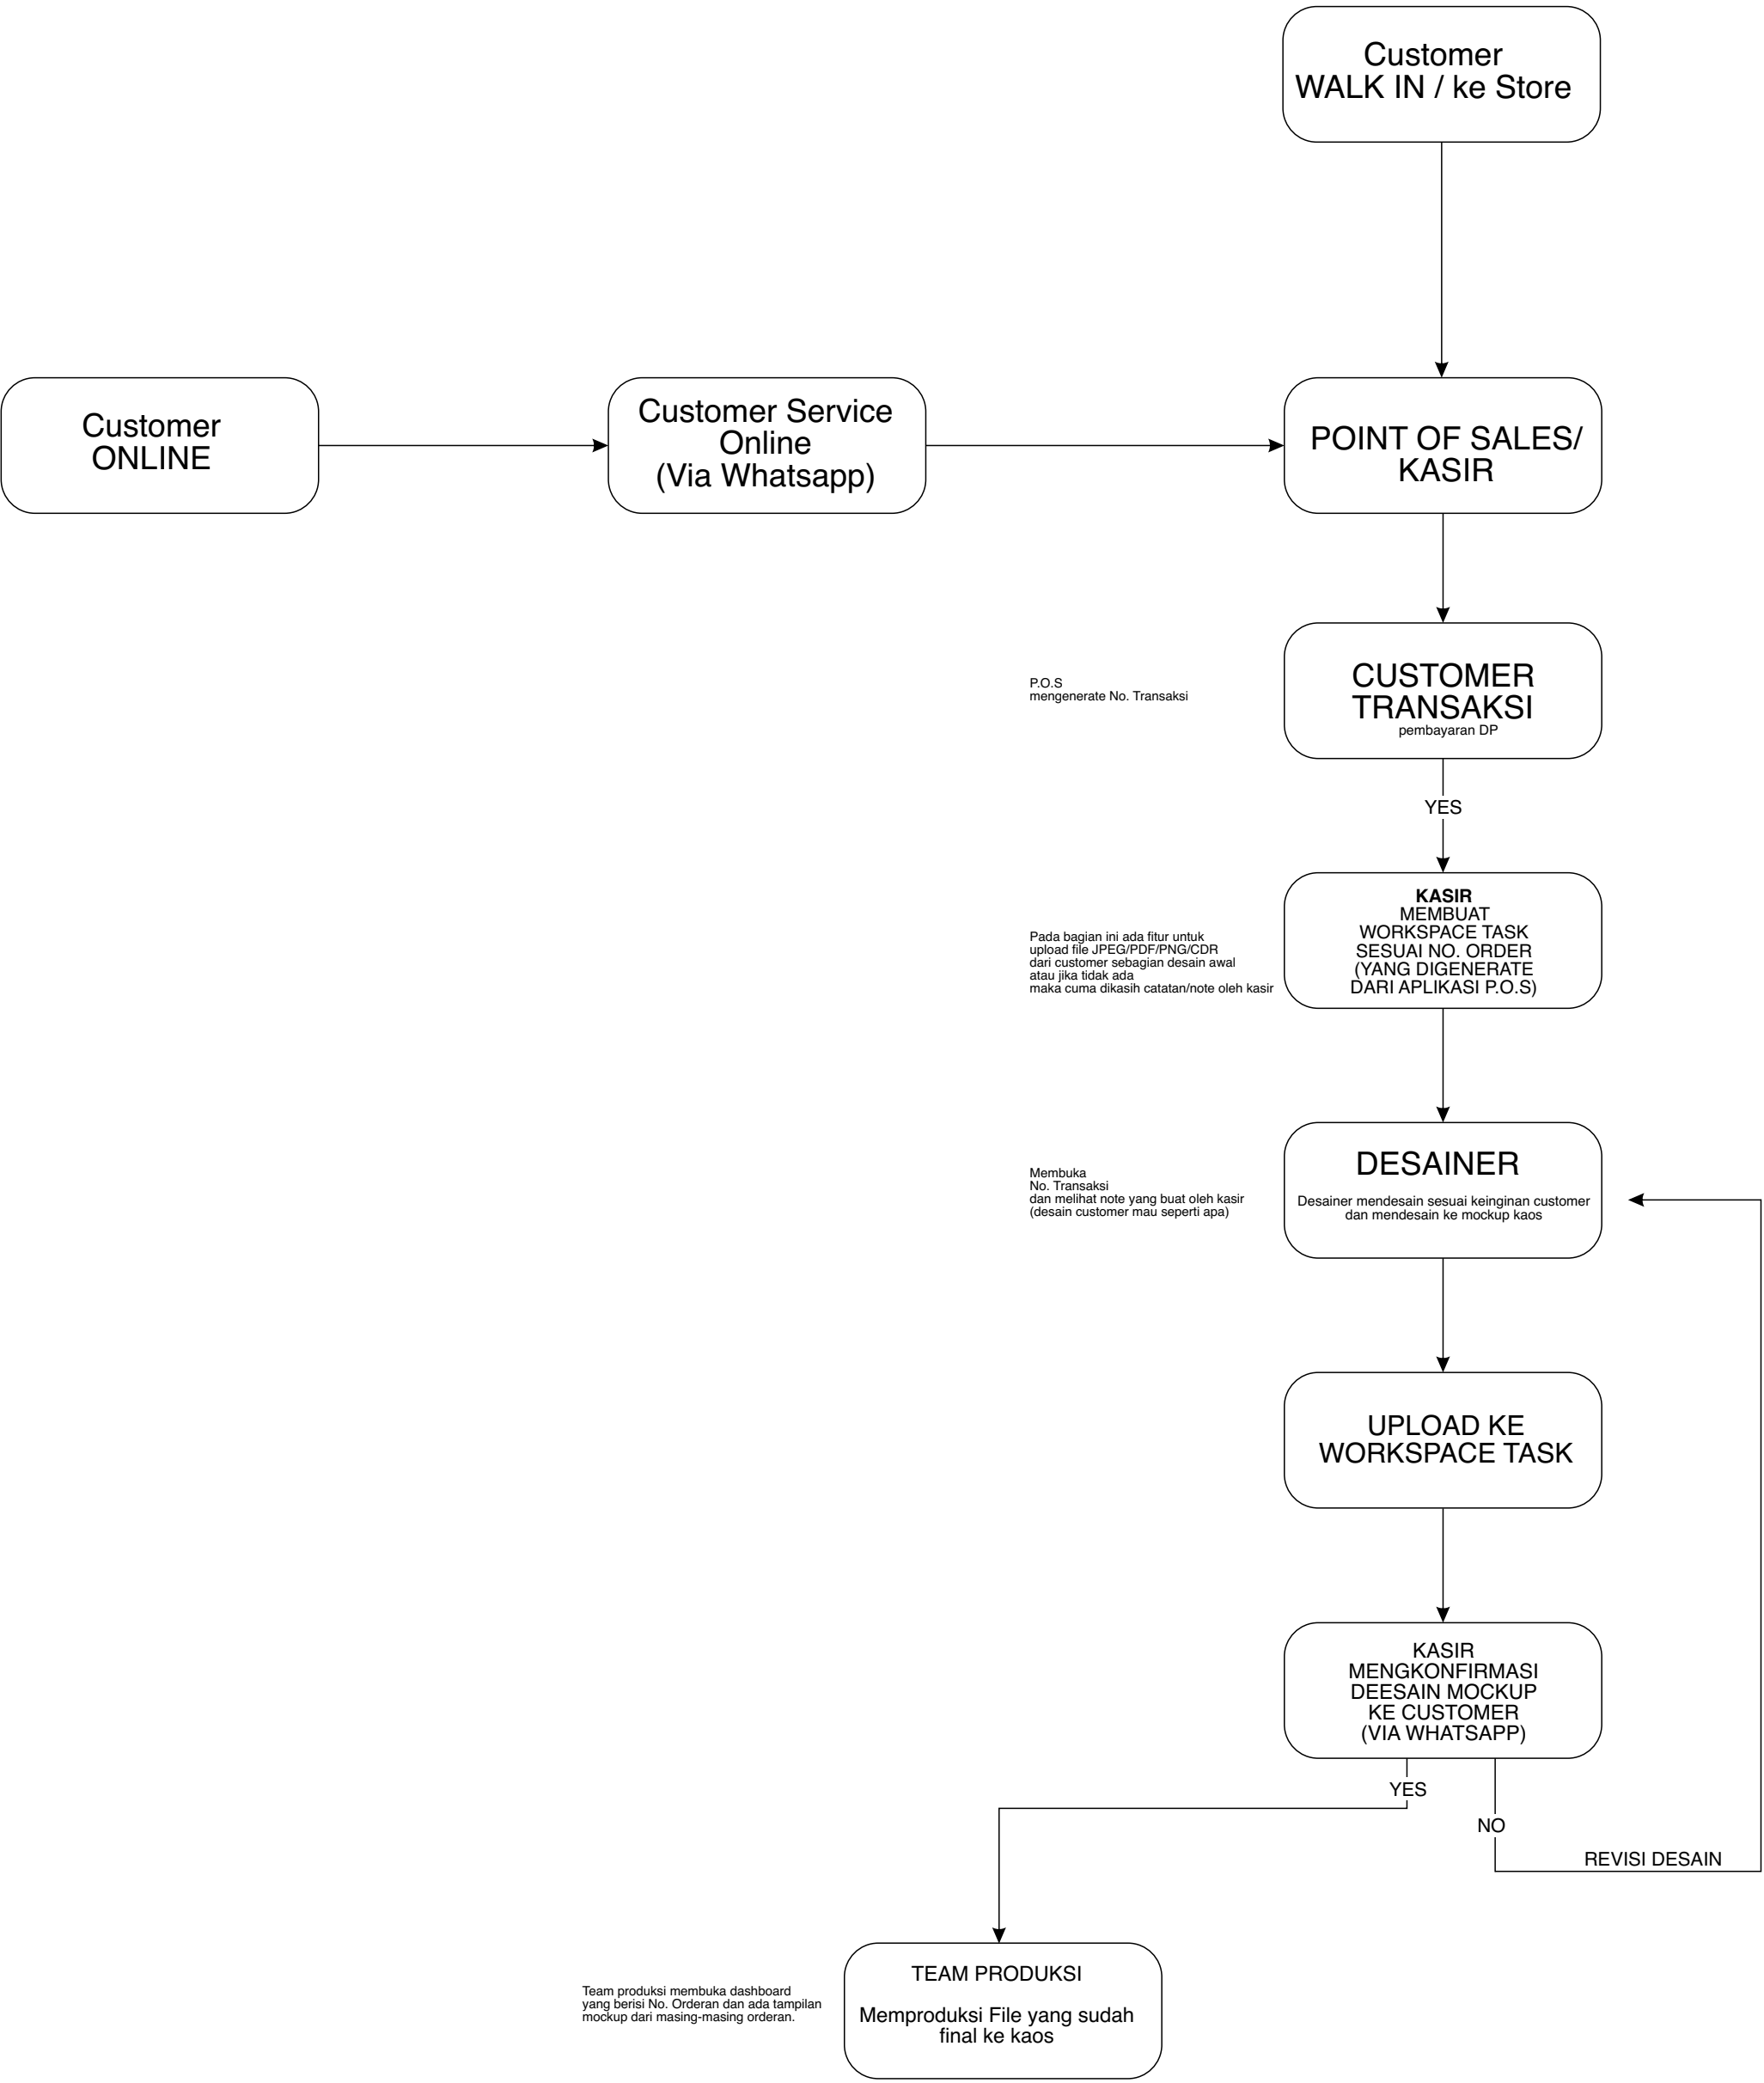 Customer
WALK IN / ke Store
Customer
ONLINE
Customer Service
Online
(Via Whatsapp)
POINT OF SALES/
KASIR
P.O.S
mengenerate No. Transaksi
CUSTOMER
TRANSAKSI
pembayaran DP
YES
Pada bagian ini ada fitur untuk
upload file JPEG/PDF/PNG/CDR
dari customer sebagian desain awal
atau jika tidak ada
maka cuma dikasih catatan/note oleh kasir
KASIR
MEMBUAT
WORKSPACE TASK
SESUAI NO. ORDER
(YANG DIGENERATE
DARI APLIKASI P.O.S)
Membuka
No. Transaksi
dan melihat note yang buat oleh kasir
(desain customer mau seperti apa)
DESAINER
Desainer mendesain sesuai keinginan customer
dan mendesain ke mockup kaos
UPLOAD KE
WORKSPACE TASK
KASIR
MENGKONFIRMASI
DEESAIN MOCKUP
KE CUSTOMER
(VIA WHATSAPP)
YES
NO
REVISI DESAIN
Team produksi membuka dashboard
yang berisi No. Orderan dan ada tampilan
mockup dari masing-masing orderan.
TEAM PRODUKSI
Memproduksi File yang sudah
final ke kaos